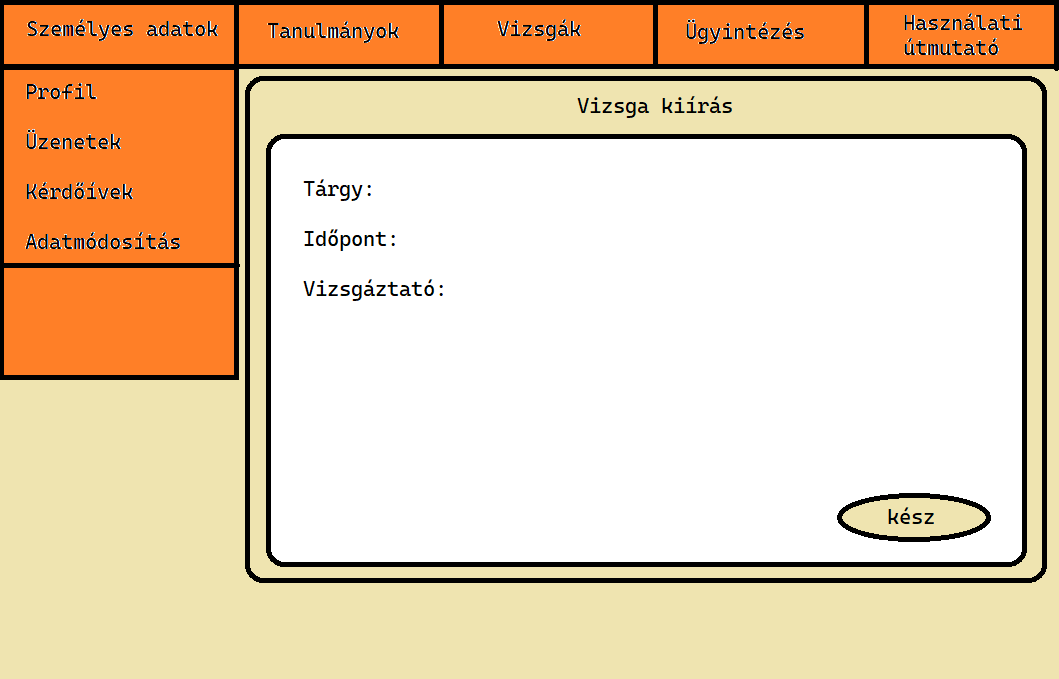 Személyes adatok
Tanulmányok
Vizsgák
Ügyintézés
Használati
útmutató
Profil
Üzenetek
Kérdőívek
Adatmódosítás
Vizsga kiírás
Tárgy:
Időpont:
Vizsgáztató:
kész